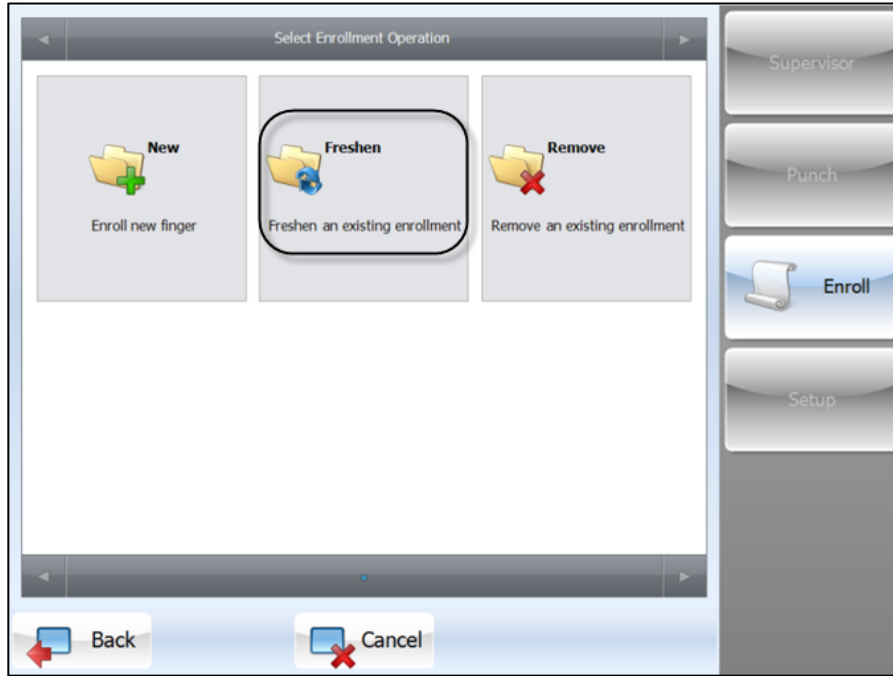 Select Enrollment Operation
Supervisor
New
Enroll new finger
Freshen
Freshen an existing enrollment
Remove
Remove an existing enrollment
Punch
Enroll
Setup
Back
Cancel